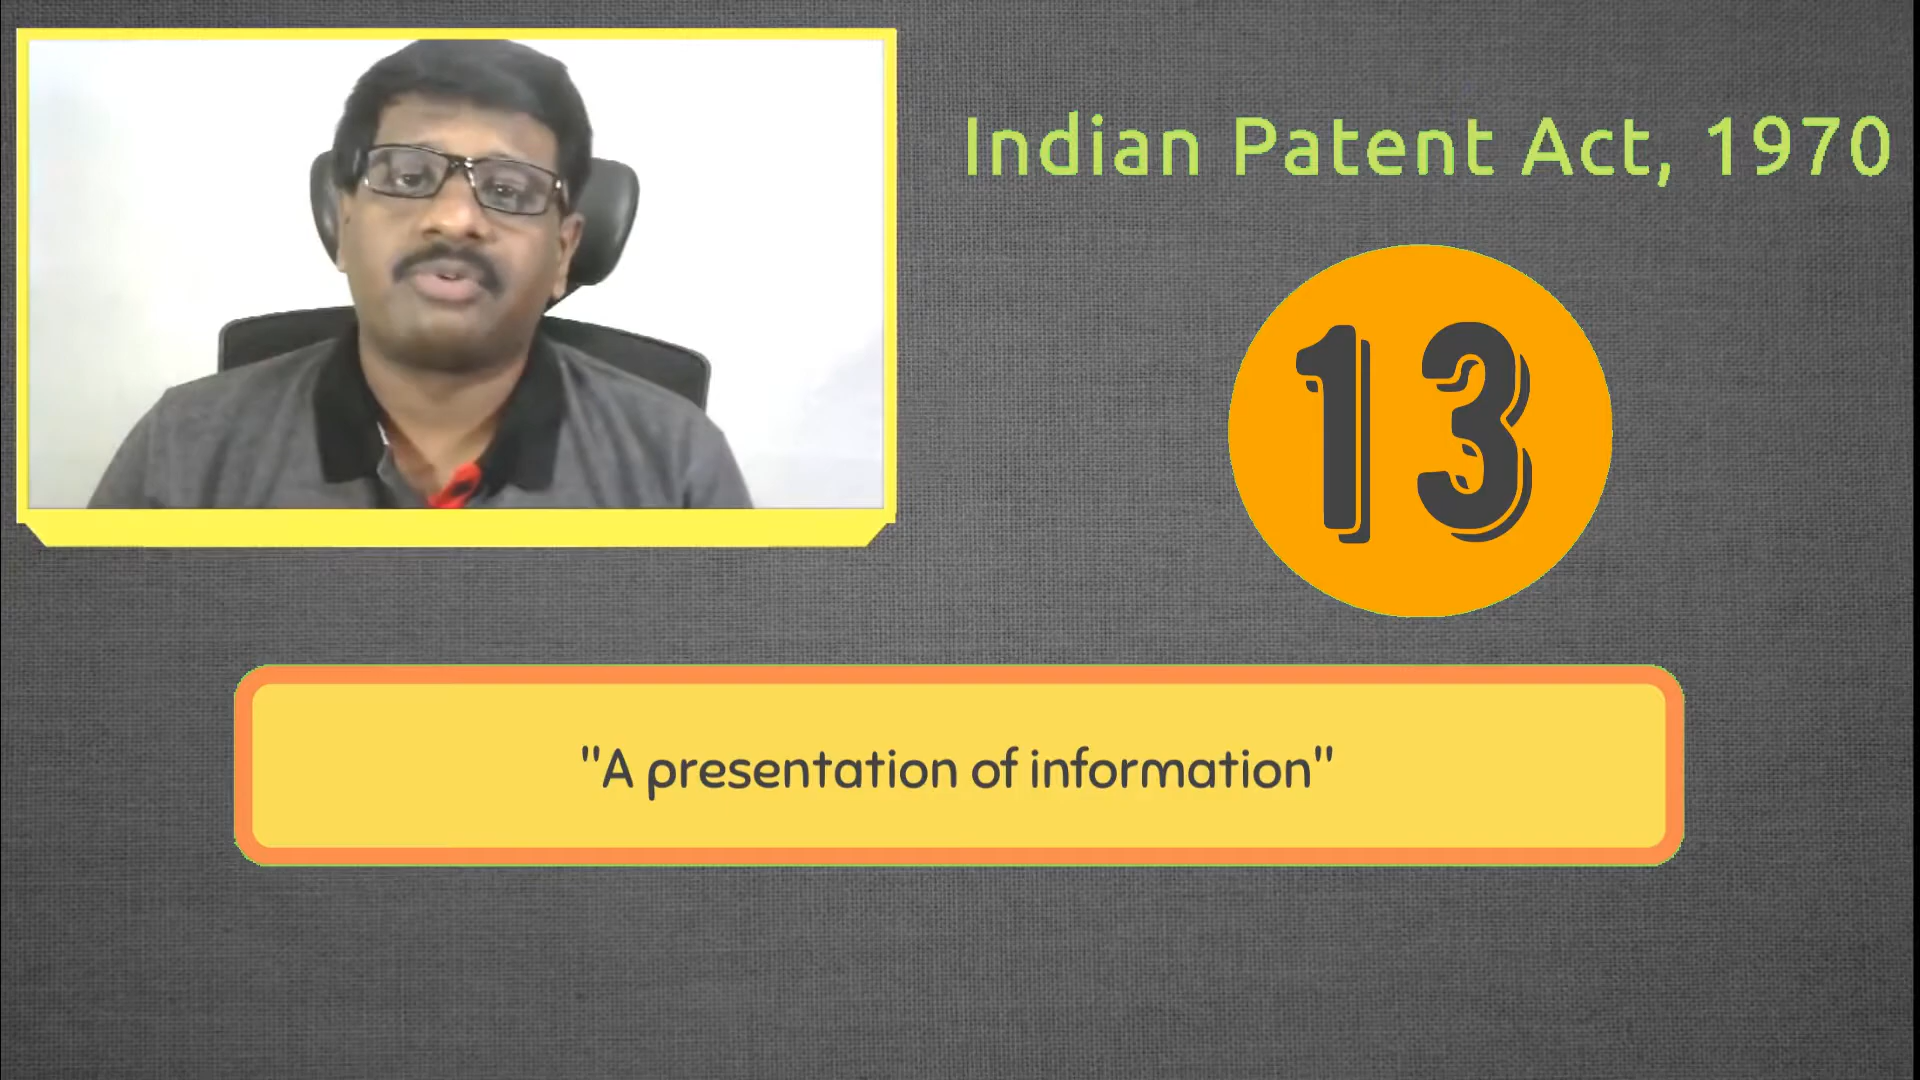 Indian Patent Act, 1970
13
"A presentation of information"